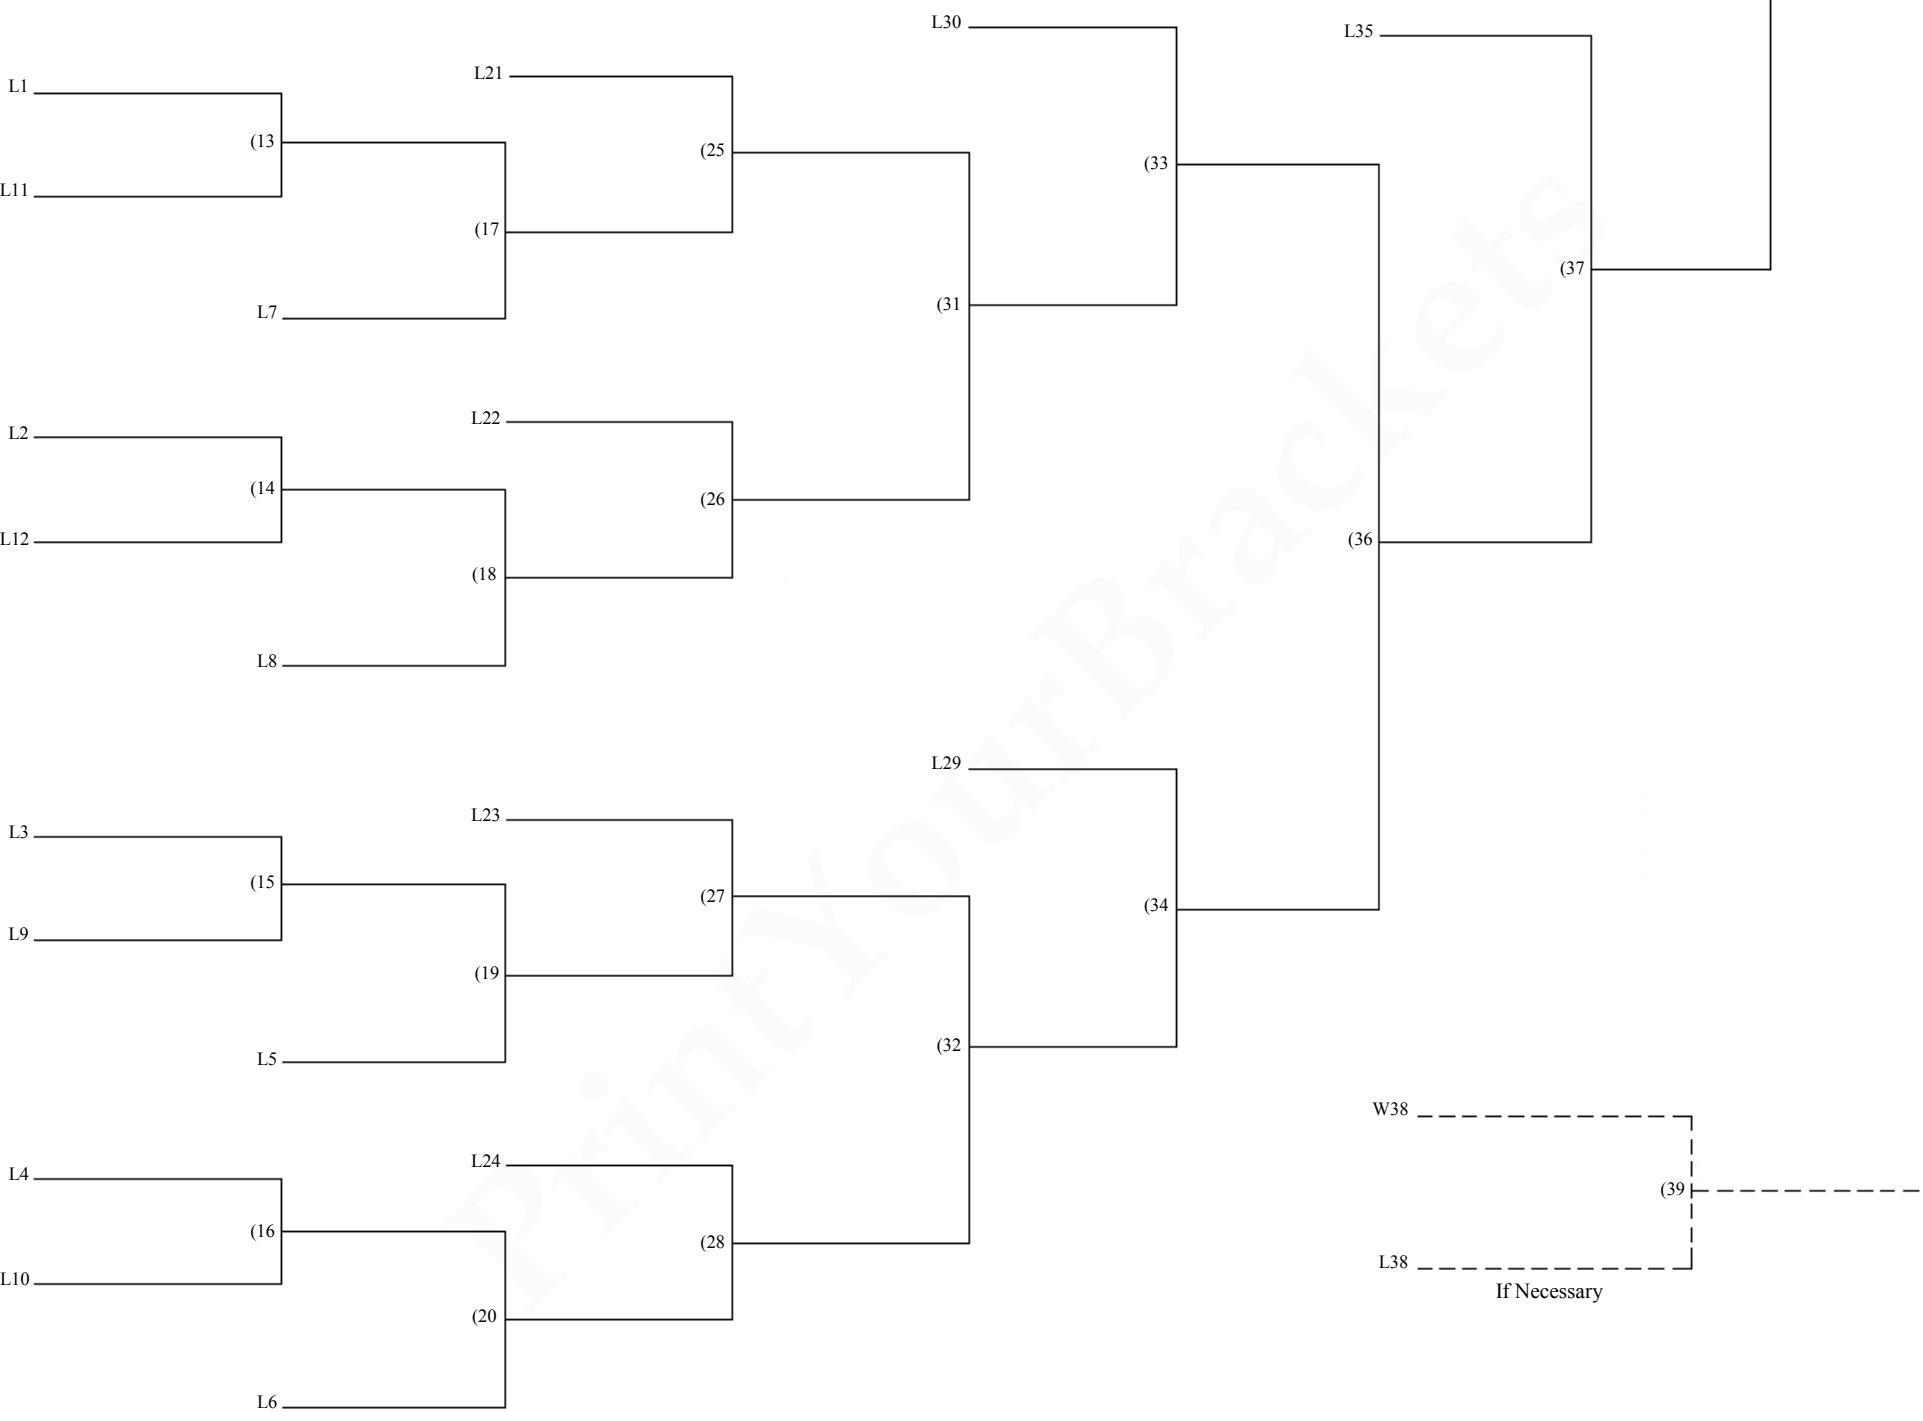 L30
L35
L21
L1
(13
(25
(33
L11
(17
(37
L7
(31
L22
L2
(14
(26
L12
(36
(18
L8
L29
L23
L3
(15
(27
(34
L9
(19
(32
L5
W38
L24
L4
(39
(16
(28
L38
L10
If Necessary
(20
L6
PrintYourBrackets